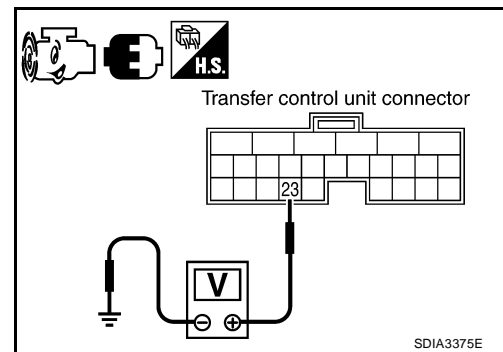 H.S.
Transfer control unit connector
23
V
⊖ ⊕
SDIA3375E